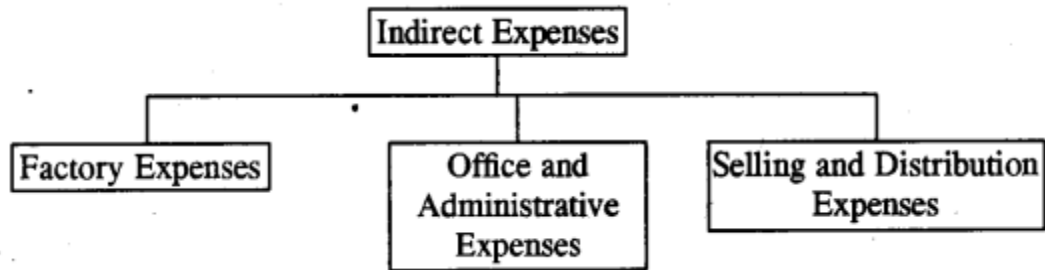 Indirect Expenses
Factory Expenses
Office and
Administrative
Expenses
Selling and Distribution
Expenses